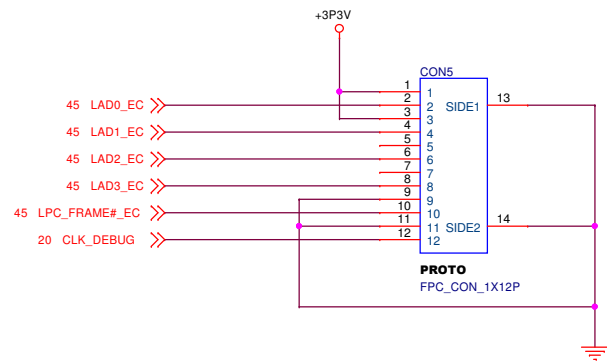 +3P3V
CON5
1 1
45 LAD0_EC 2 2 SIDE1 13
3 3
45 LAD1_EC 4 4
5 5
45 LAD2_EC 6 6
7 7
45 LAD3_EC 8 8
9 9
45 LPC_FRAME#_EC 10 10
11 11 SIDE2 14
20 CLK_DEBUG 12 12
PROTO
FPC_CON_1X12P